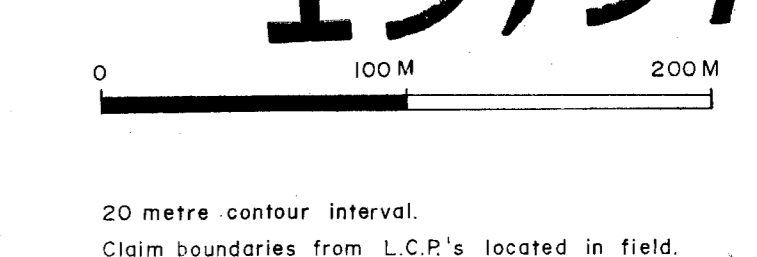 0 100 M 200 M
20 metre contour interval.
Claim boundaries from L.C.P.'s located in field.